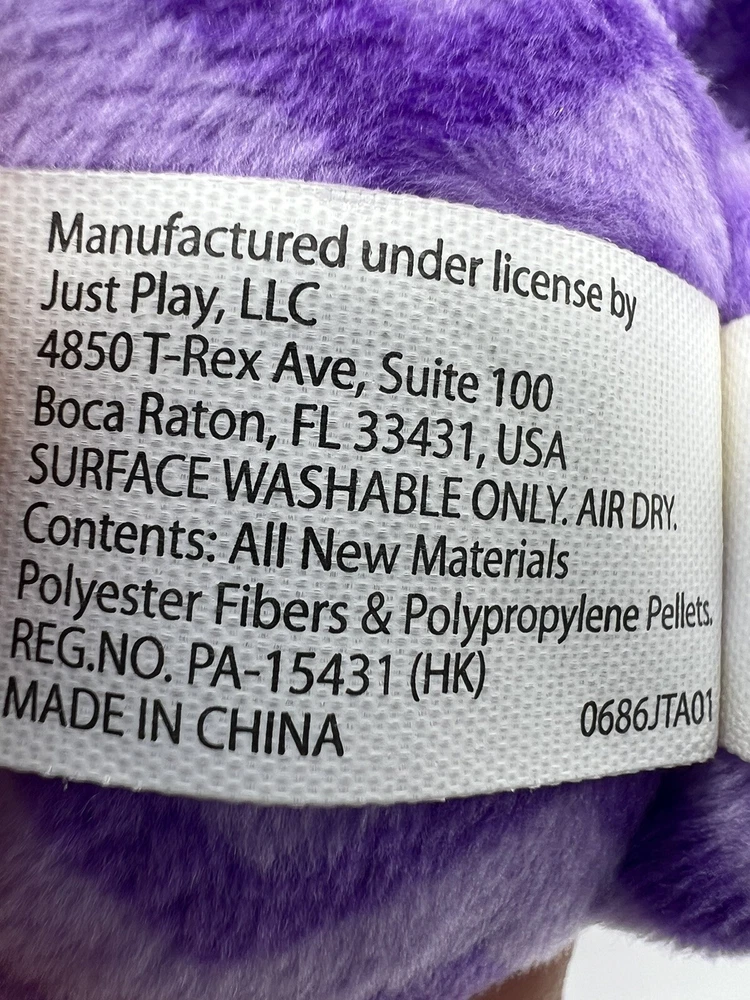 Manufactured under license by
Just Play, LLC
4850 T-Rex Ave, Suite 100
Boca Raton, FL 33431, USA
SURFACE WASHABLE ONLY. AIR DRY.
Contents: All New Materials
Polyester Fibers & Polypropylene Pellets.
REG.NO. PA-15431 (HK)
MADE IN CHINA 0686JTA01